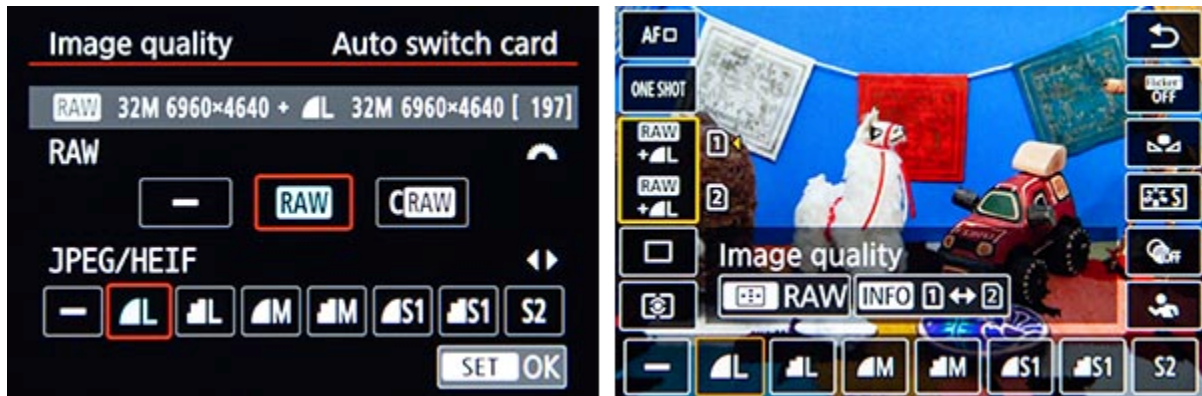 Image quality Auto switch card
RAW 32M 6960×4640 + L 32M 6960×4640 [ 197]
RAW
– RAW CRAW
JPEG/HEIF
– L L M M S1 S1 S2
SET OK
AF
ONE SHOT
RAW
+L 1
RAW
+L 2
Image quality
RAW INFO 1 ↔ 2
Flicker
OFF
S
OFF
– L L M M S1 S1 S2